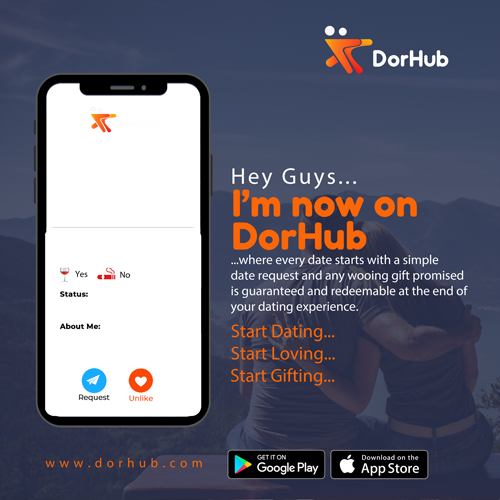 DorHub
Hey Guys...
I'm now on
DorHub
...where every date starts with a simple
date request and any wooing gift promised
is guaranteed and redeemable at the end of
your dating experience.
Start Dating...
Start Loving...
Start Gifting...
Yes No
Status:
About Me:
Request Unlike
www.dorhub.com
GET IT ON
Google Play
Download on the
App Store